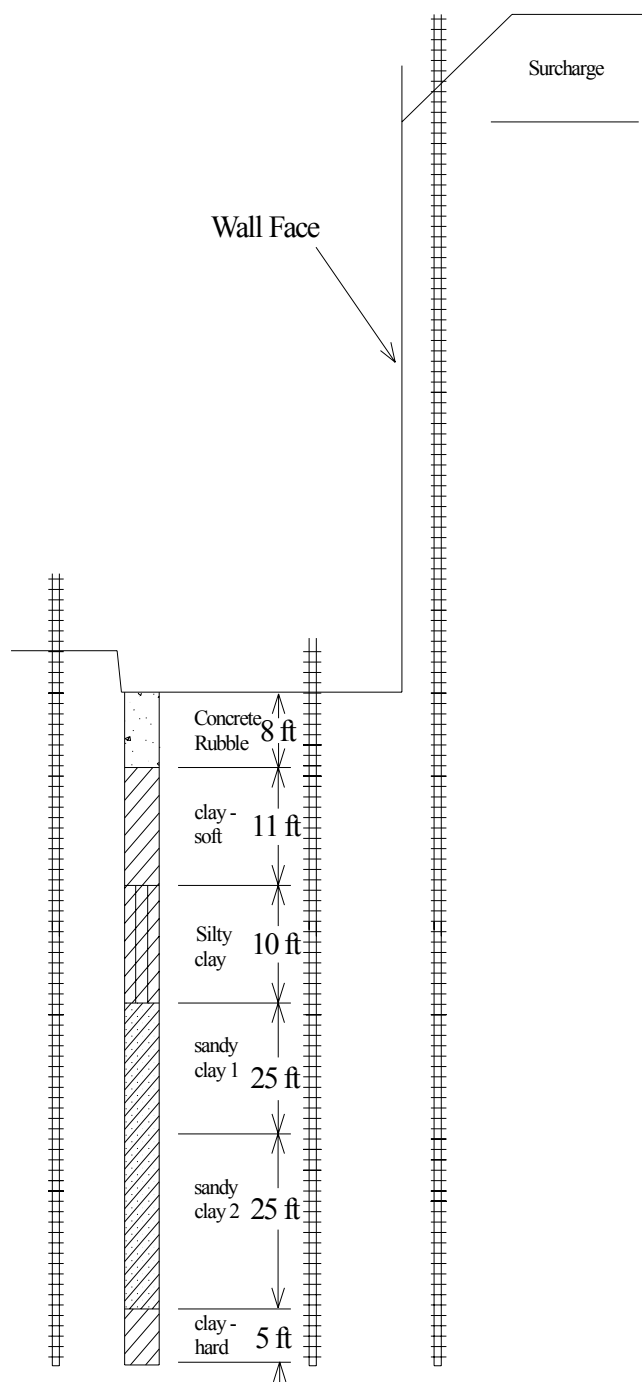 Surcharge
Wall Face
Concrete
Rubble
8 ft
clay -
soft
11 ft
Silty
clay
10 ft
sandy
clay 1
25 ft
sandy
clay 2
25 ft
clay -
hard
5 ft